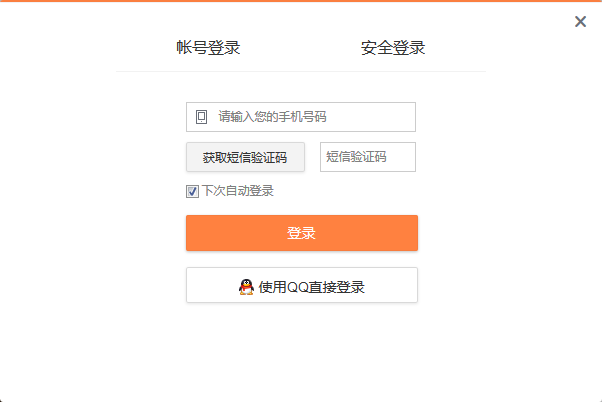 帐号登录 安全登录
请输入您的手机号码
获取短信验证码 短信验证码
下次自动登录
登录
使用QQ直接登录